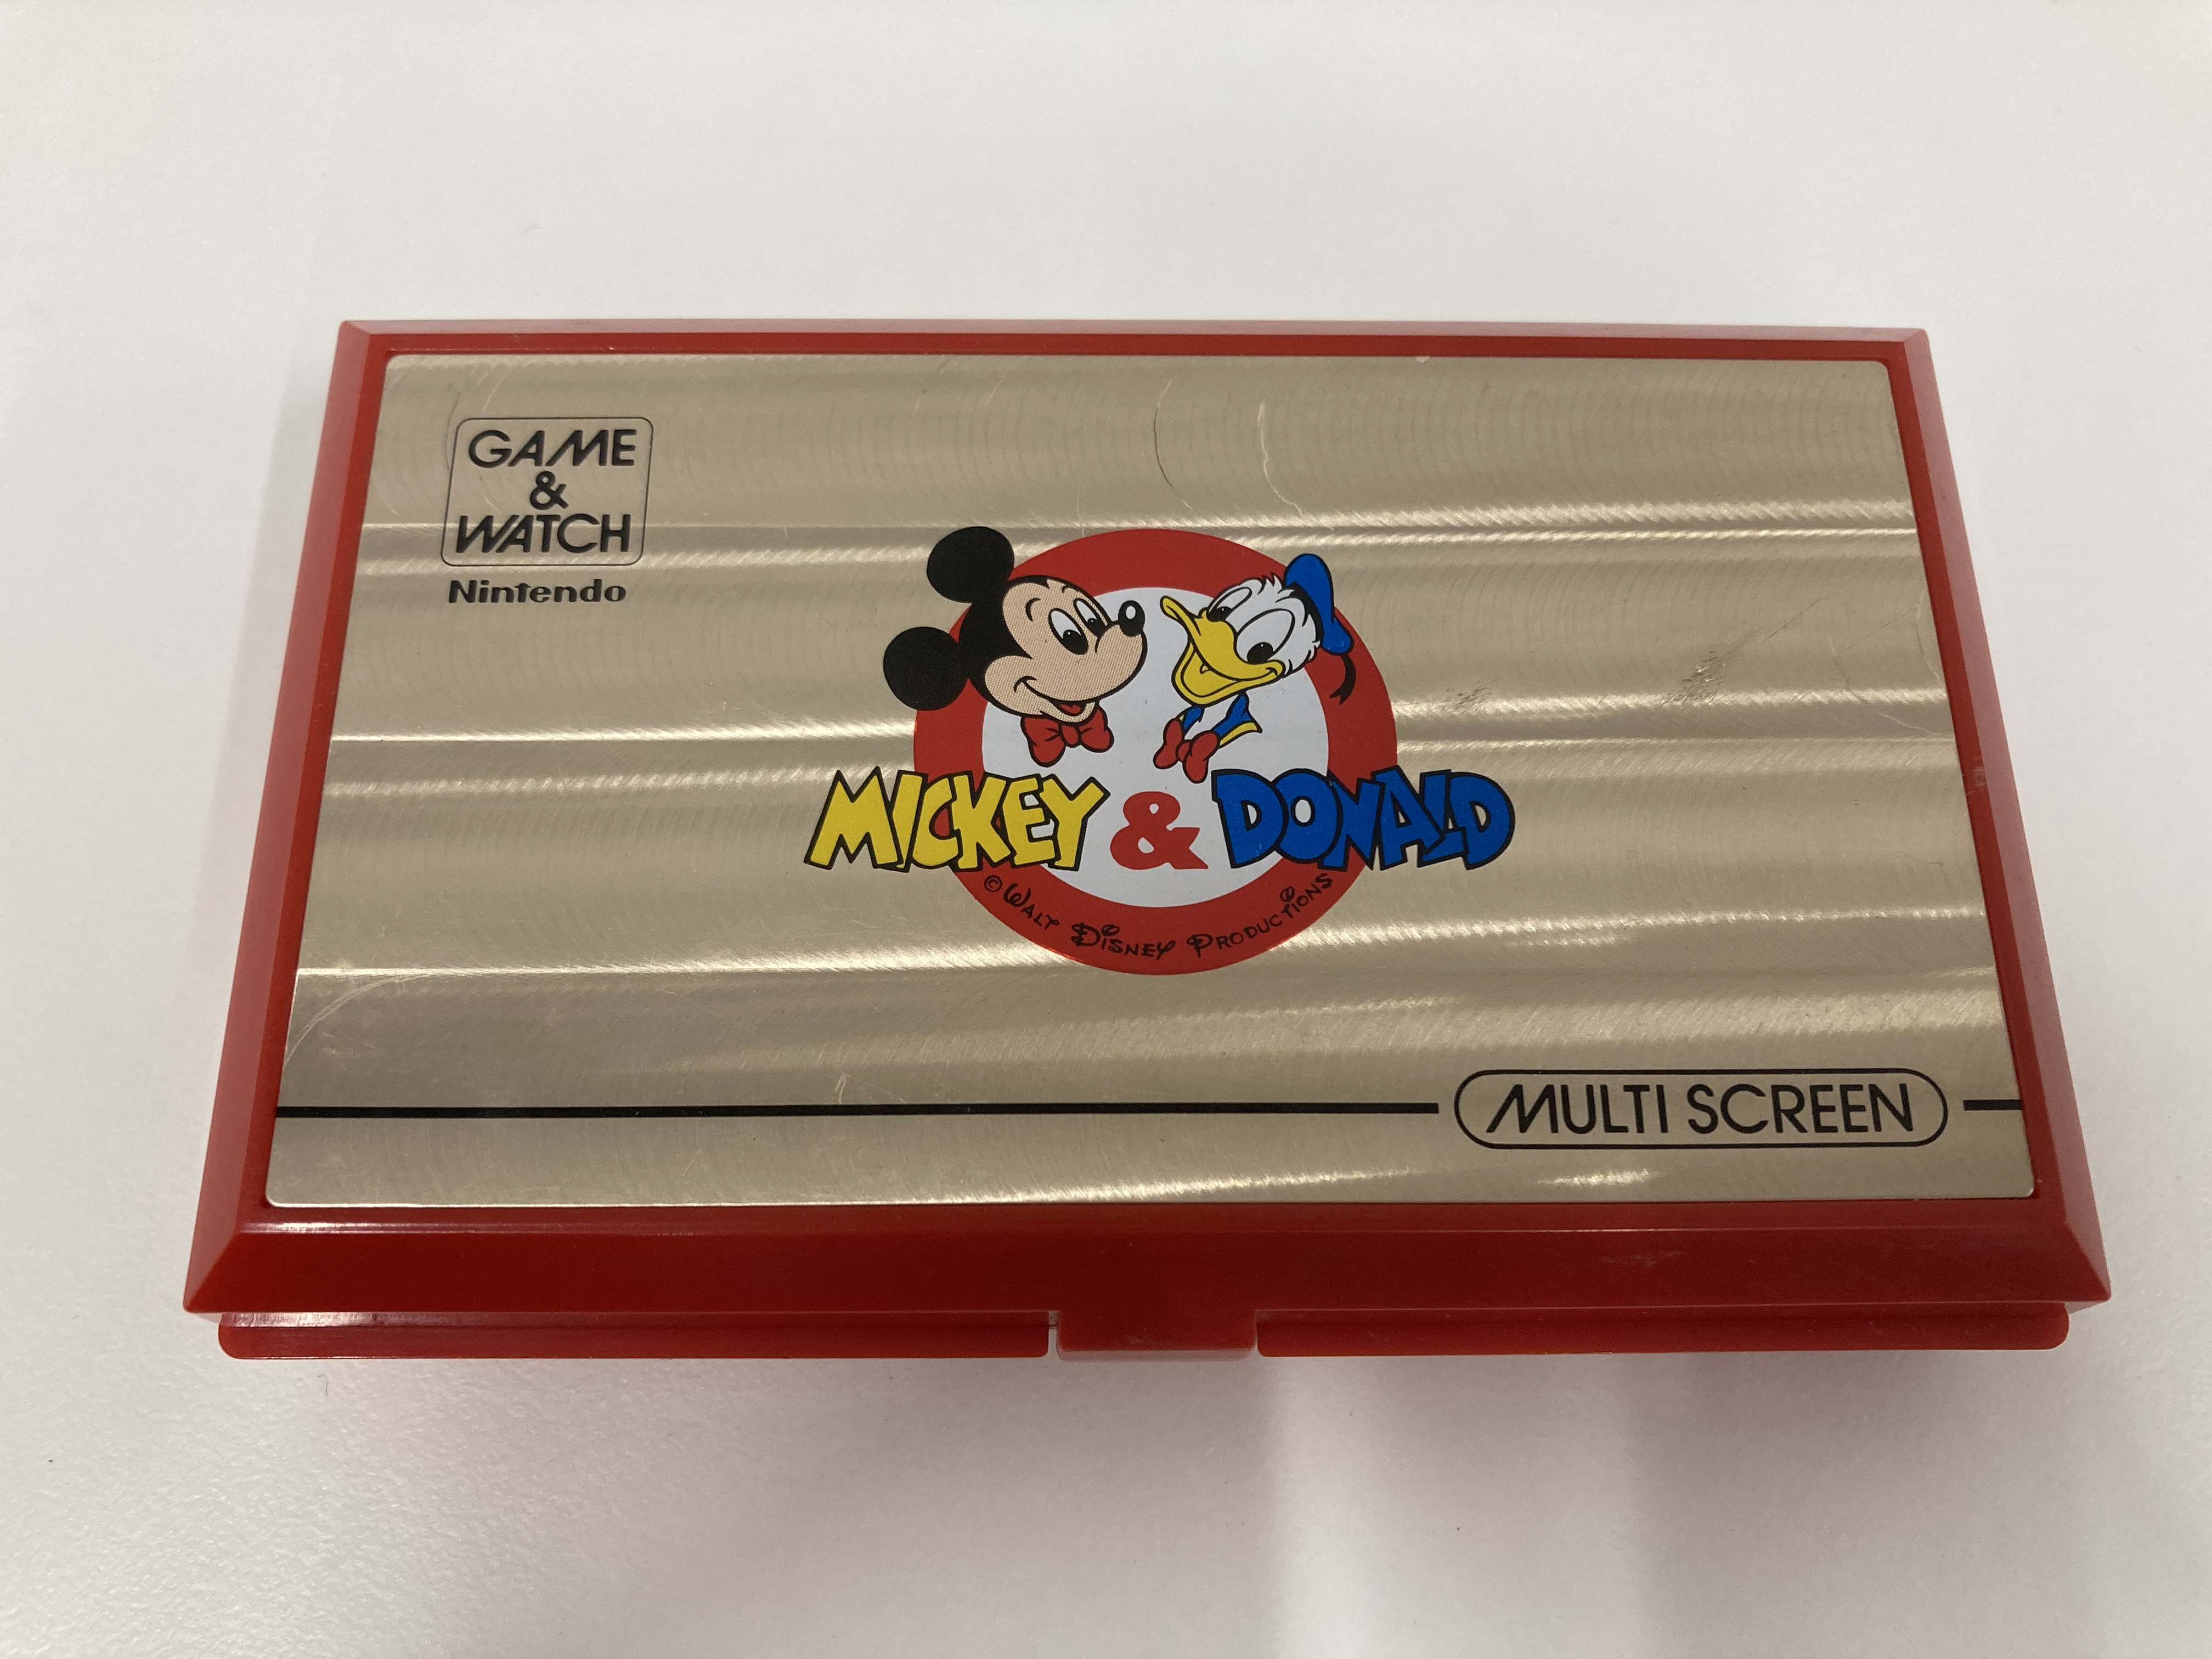 GAME
&
WATCH
Nintendo
MICKEY & DONALD
© WALT DISNEY PRODUCTIONS
MULTI SCREEN